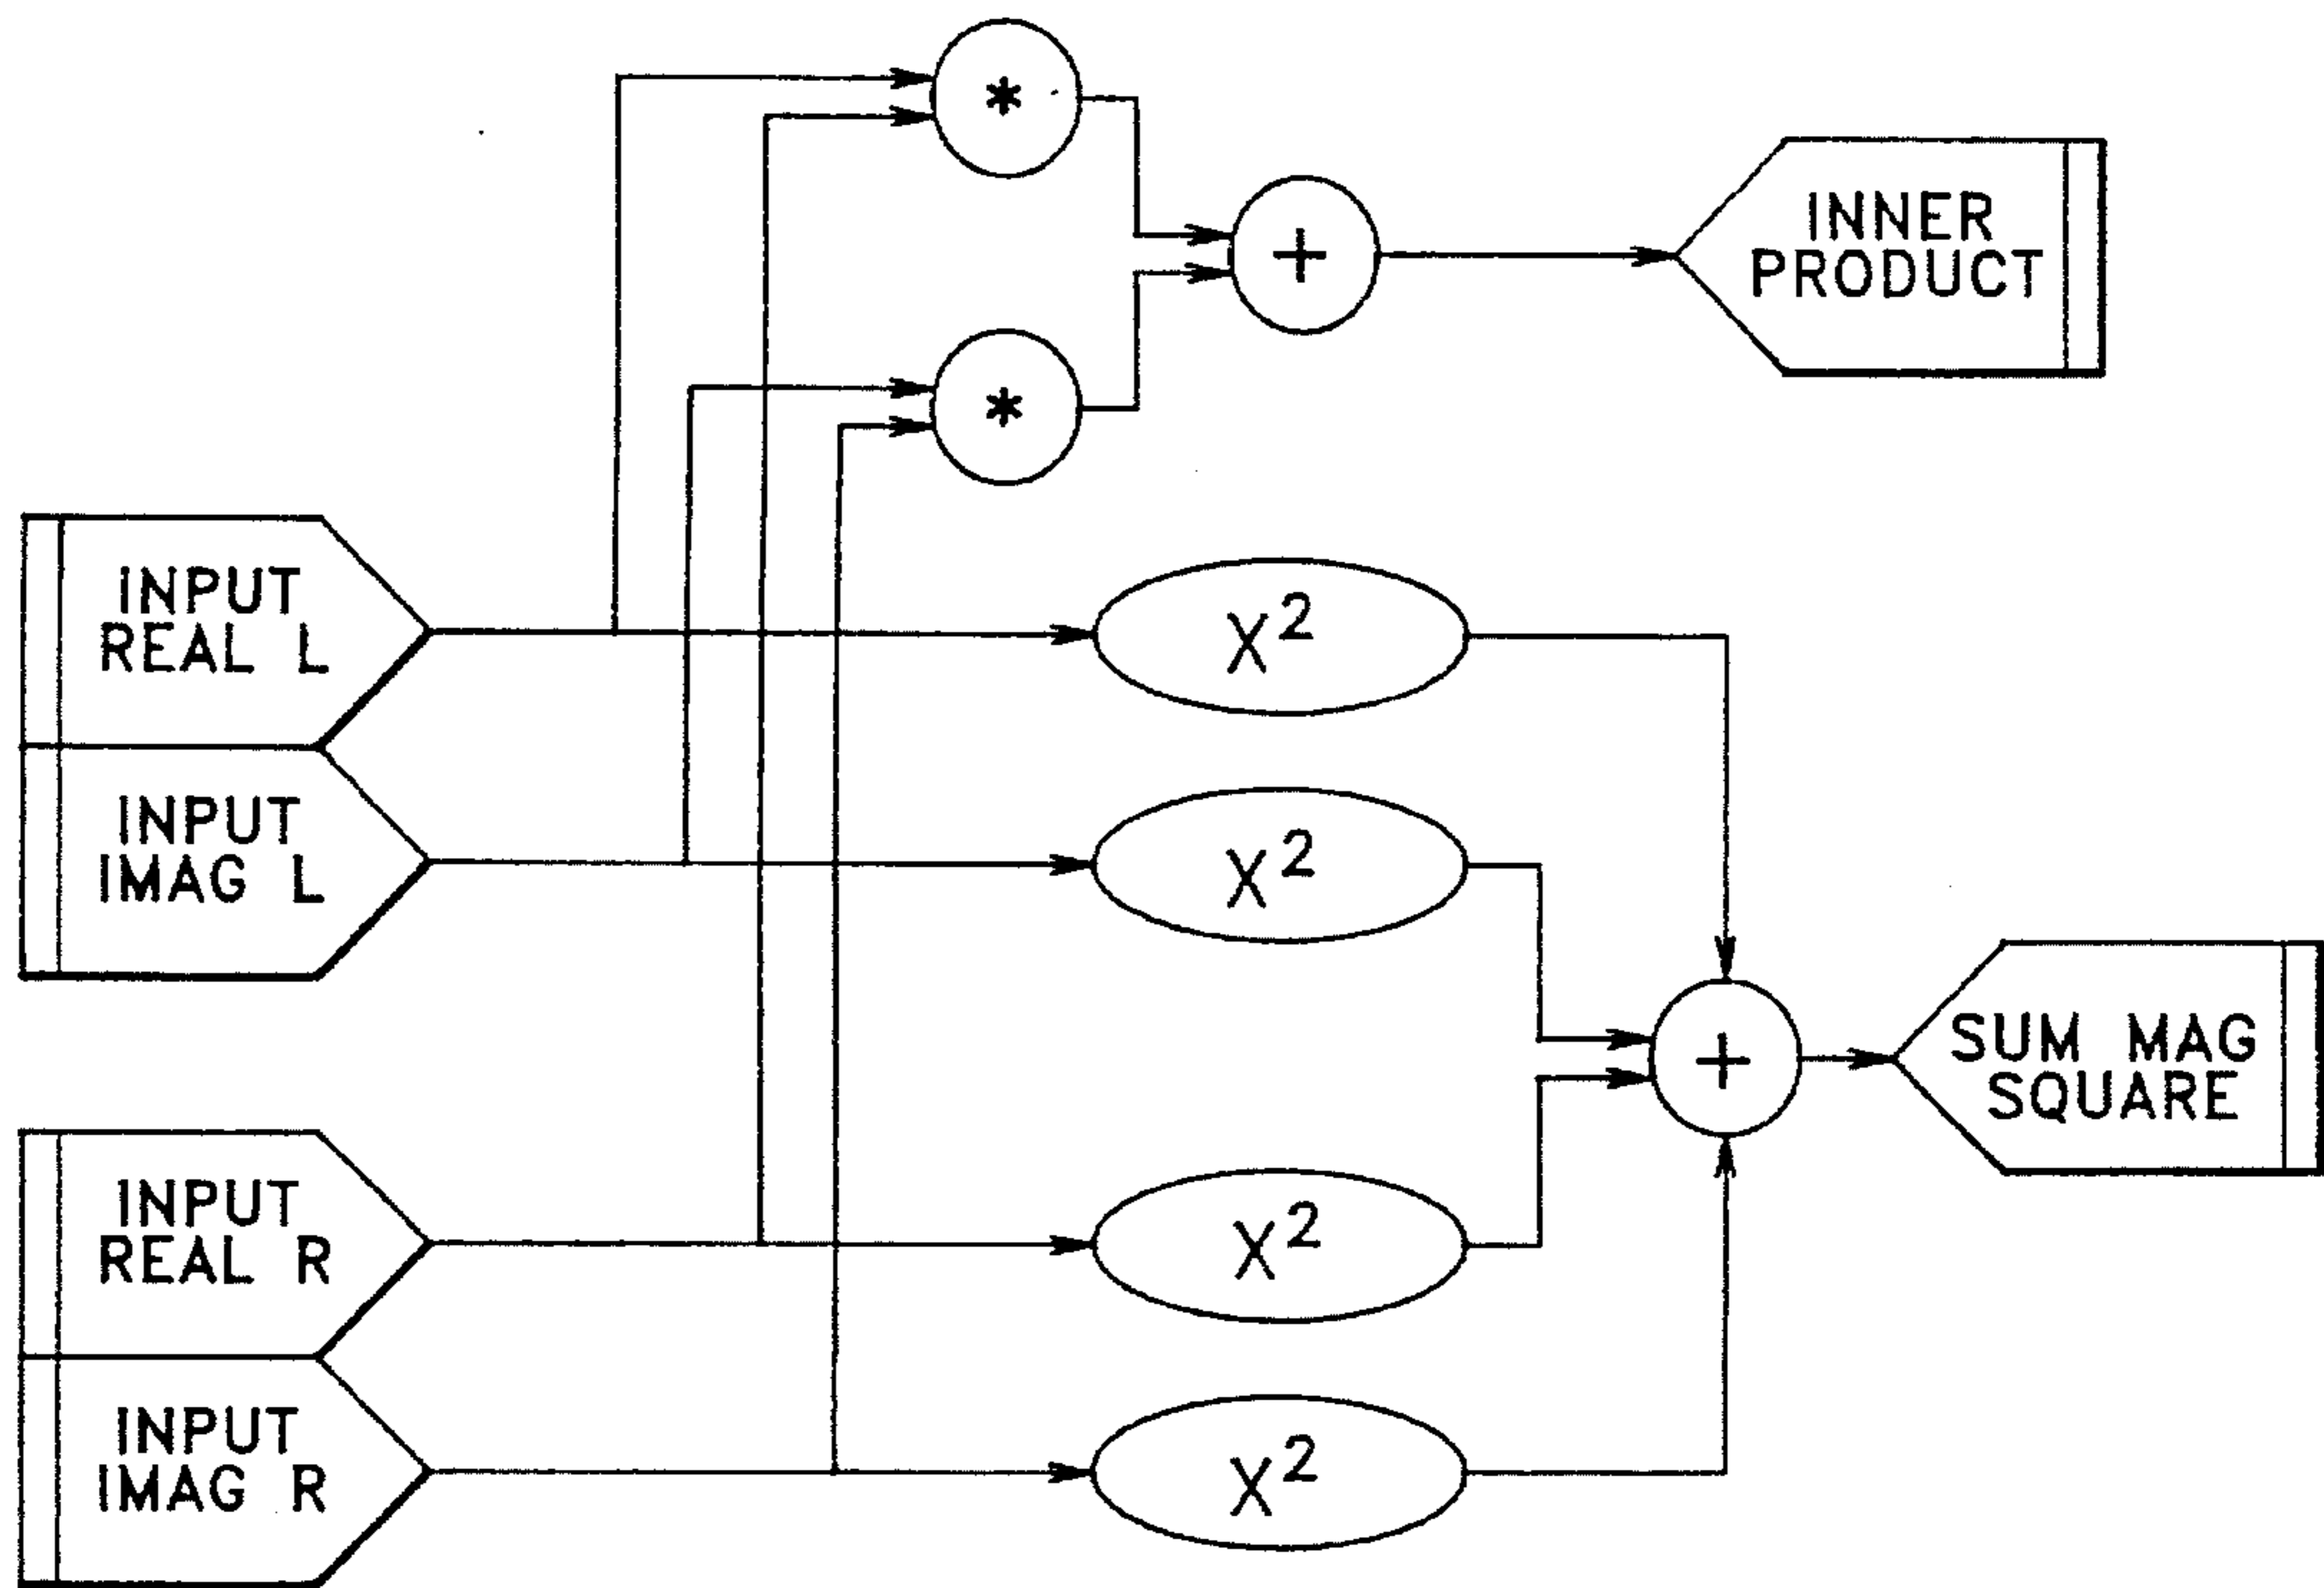 *
+
INNER
PRODUCT
*
INPUT
REAL L
X²
INPUT
IMAG L
X²
+
SUM MAG
SQUARE
INPUT
REAL R
X²
INPUT
IMAG R
X²